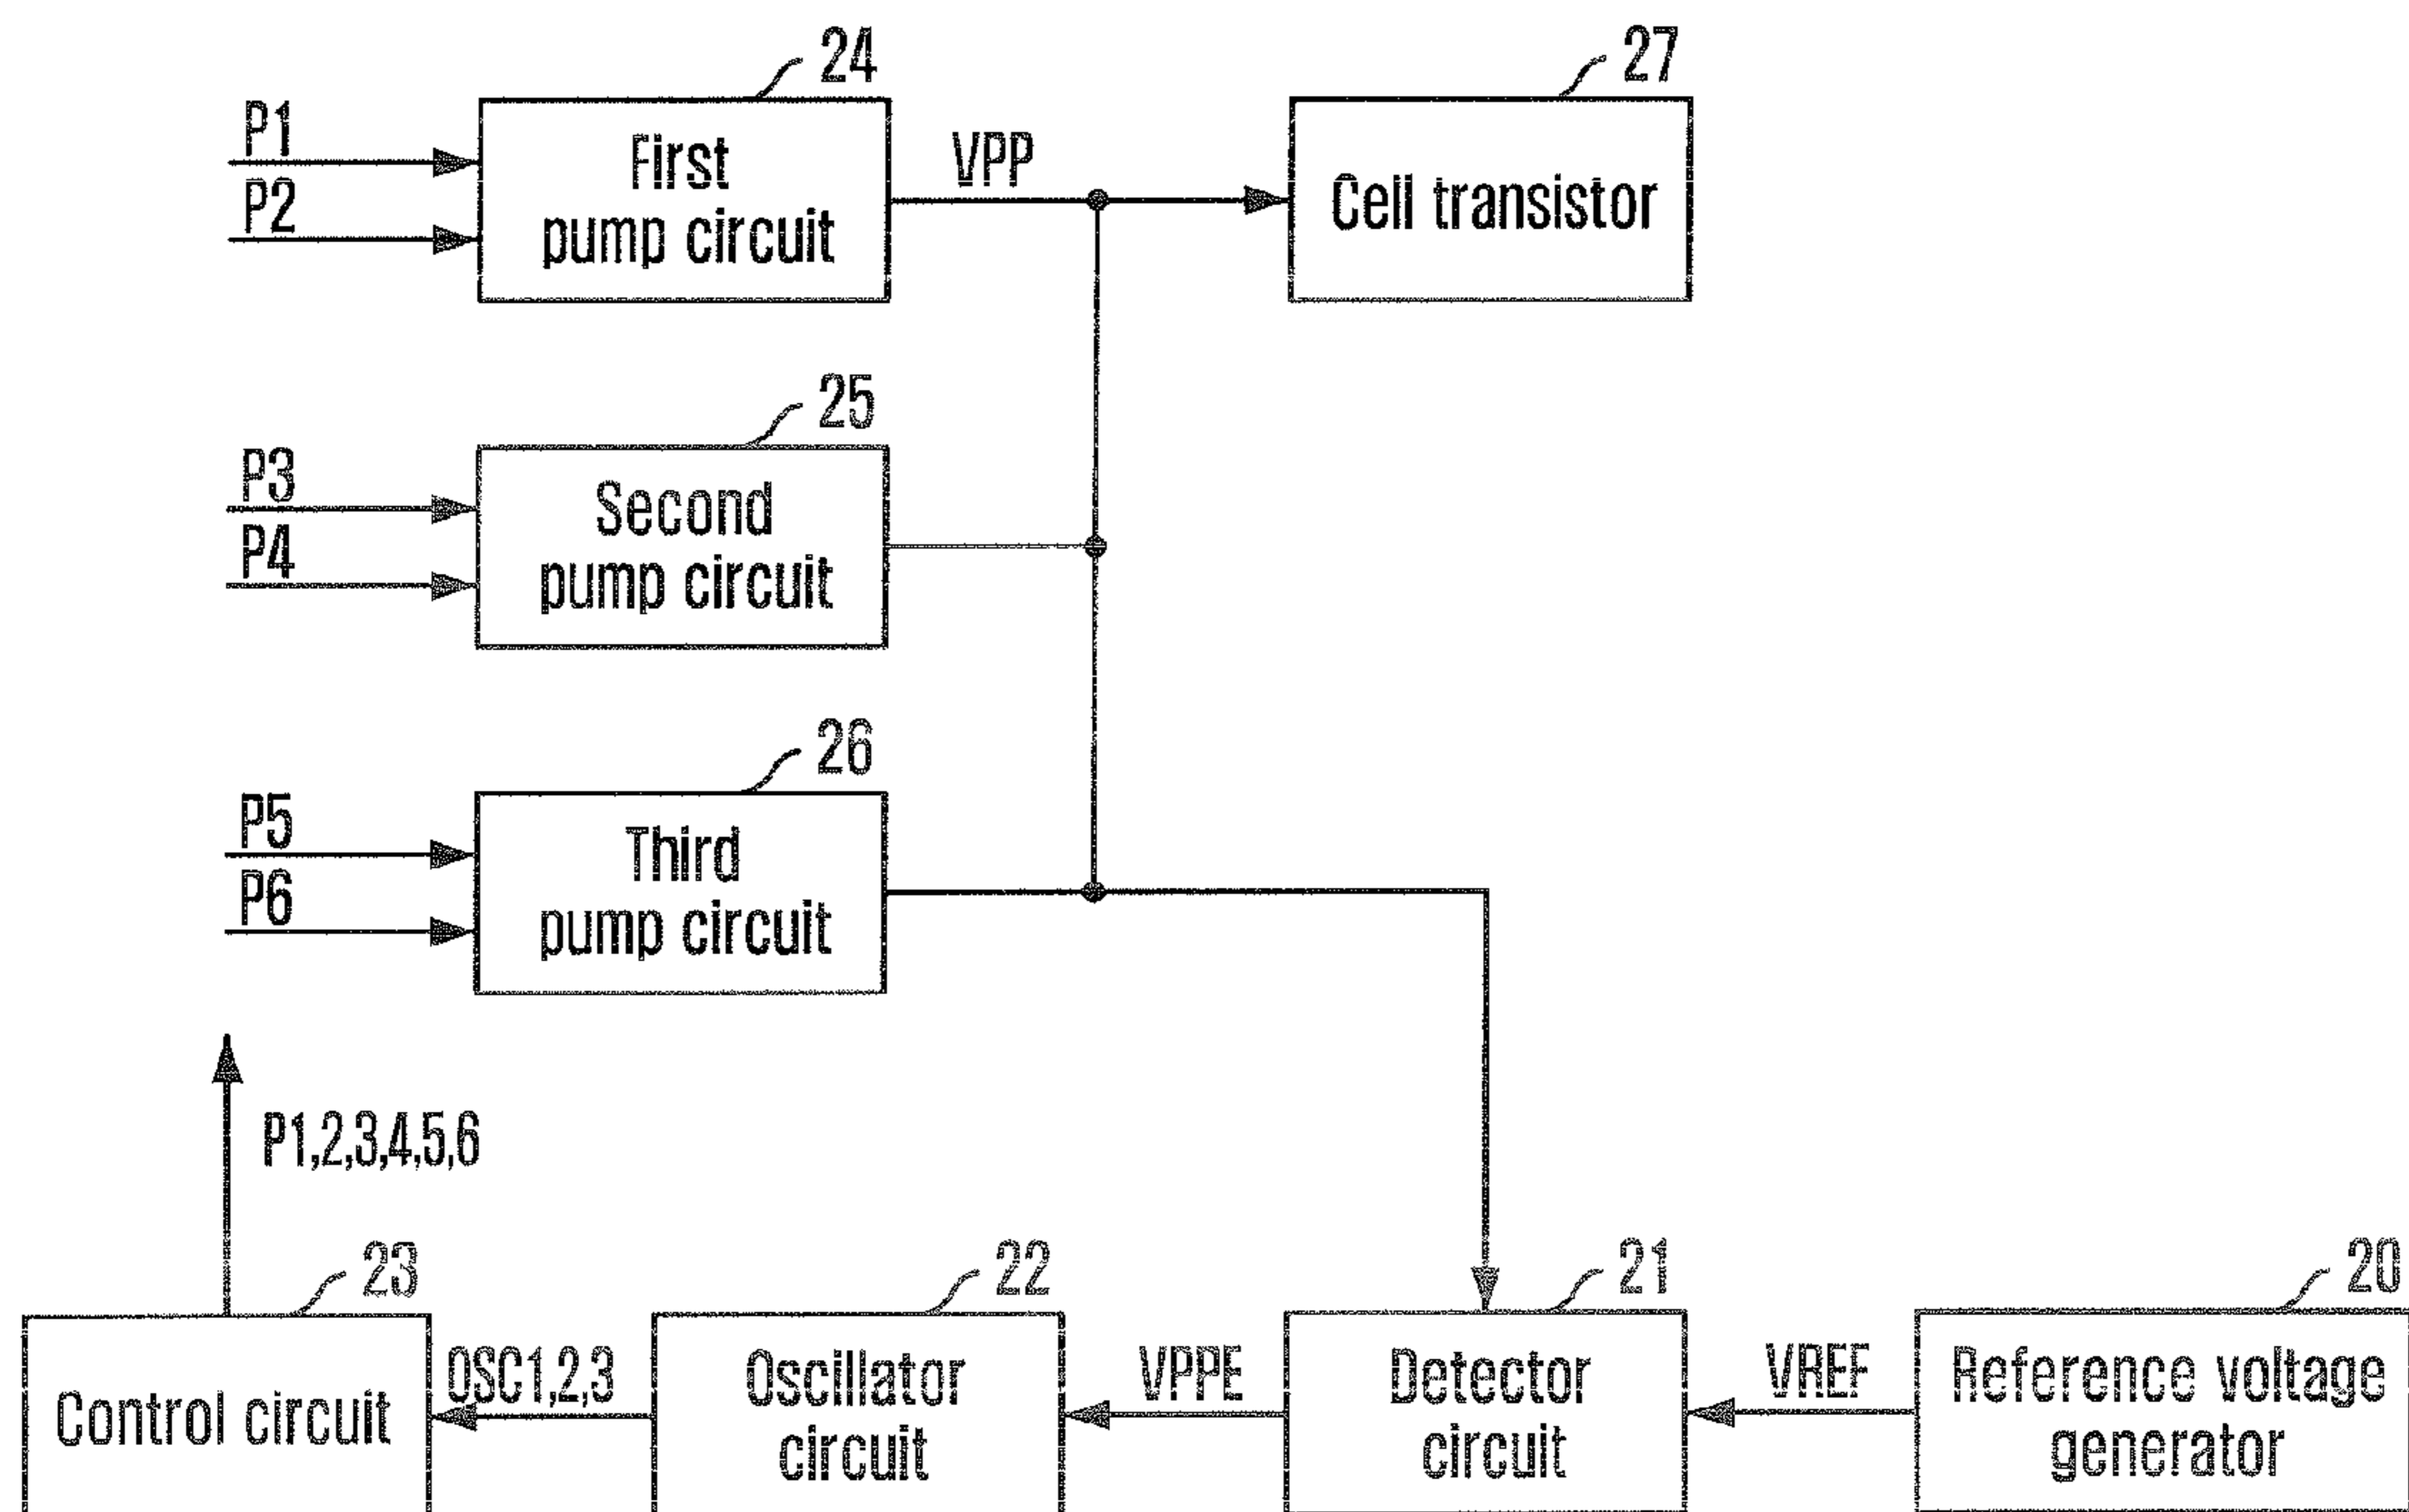 24
27
P1
P2
First
pump circuit
VPP
Cell transistor
25
P3
P4
Second
pump circuit
26
P5
P6
Third
pump circuit
P1,2,3,4,5,6
23
22
21
20
Control circuit
OSC1,2,3
Oscillator
circuit
VPPE
Detector
circuit
VREF
Reference voltage
generator